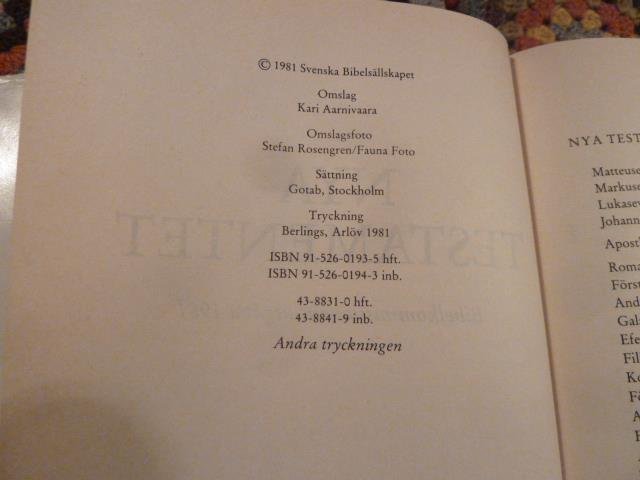 © 1981 Svenska Bibelsällskapet
Omslag
Kari Aarnivaara
Omslagsfoto
Stefan Rosengren/Fauna Foto
Sättning
Gotab, Stockholm
Tryckning
Berlings, Arlöv 1981
ISBN 91-526-0193-5 hft.
ISBN 91-526-0194-3 inb.
43-8831-0 hft.
43-8841-9 inb.
Andra tryckningen
NYA TEST
Matteuse
Markuse
Lukasev
Johann
Apost
Roma
Först
And
Gala
Efe
Fil
Ko
Fö